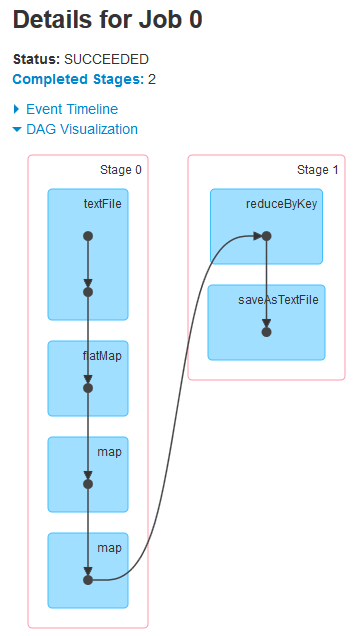 Details for Job 0
Status: SUCCEEDED
Completed Stages: 2
Event Timeline
DAG Visualization
Stage 0
textFile
flatMap
map
map
Stage 1
reduceByKey
saveAsTextFile